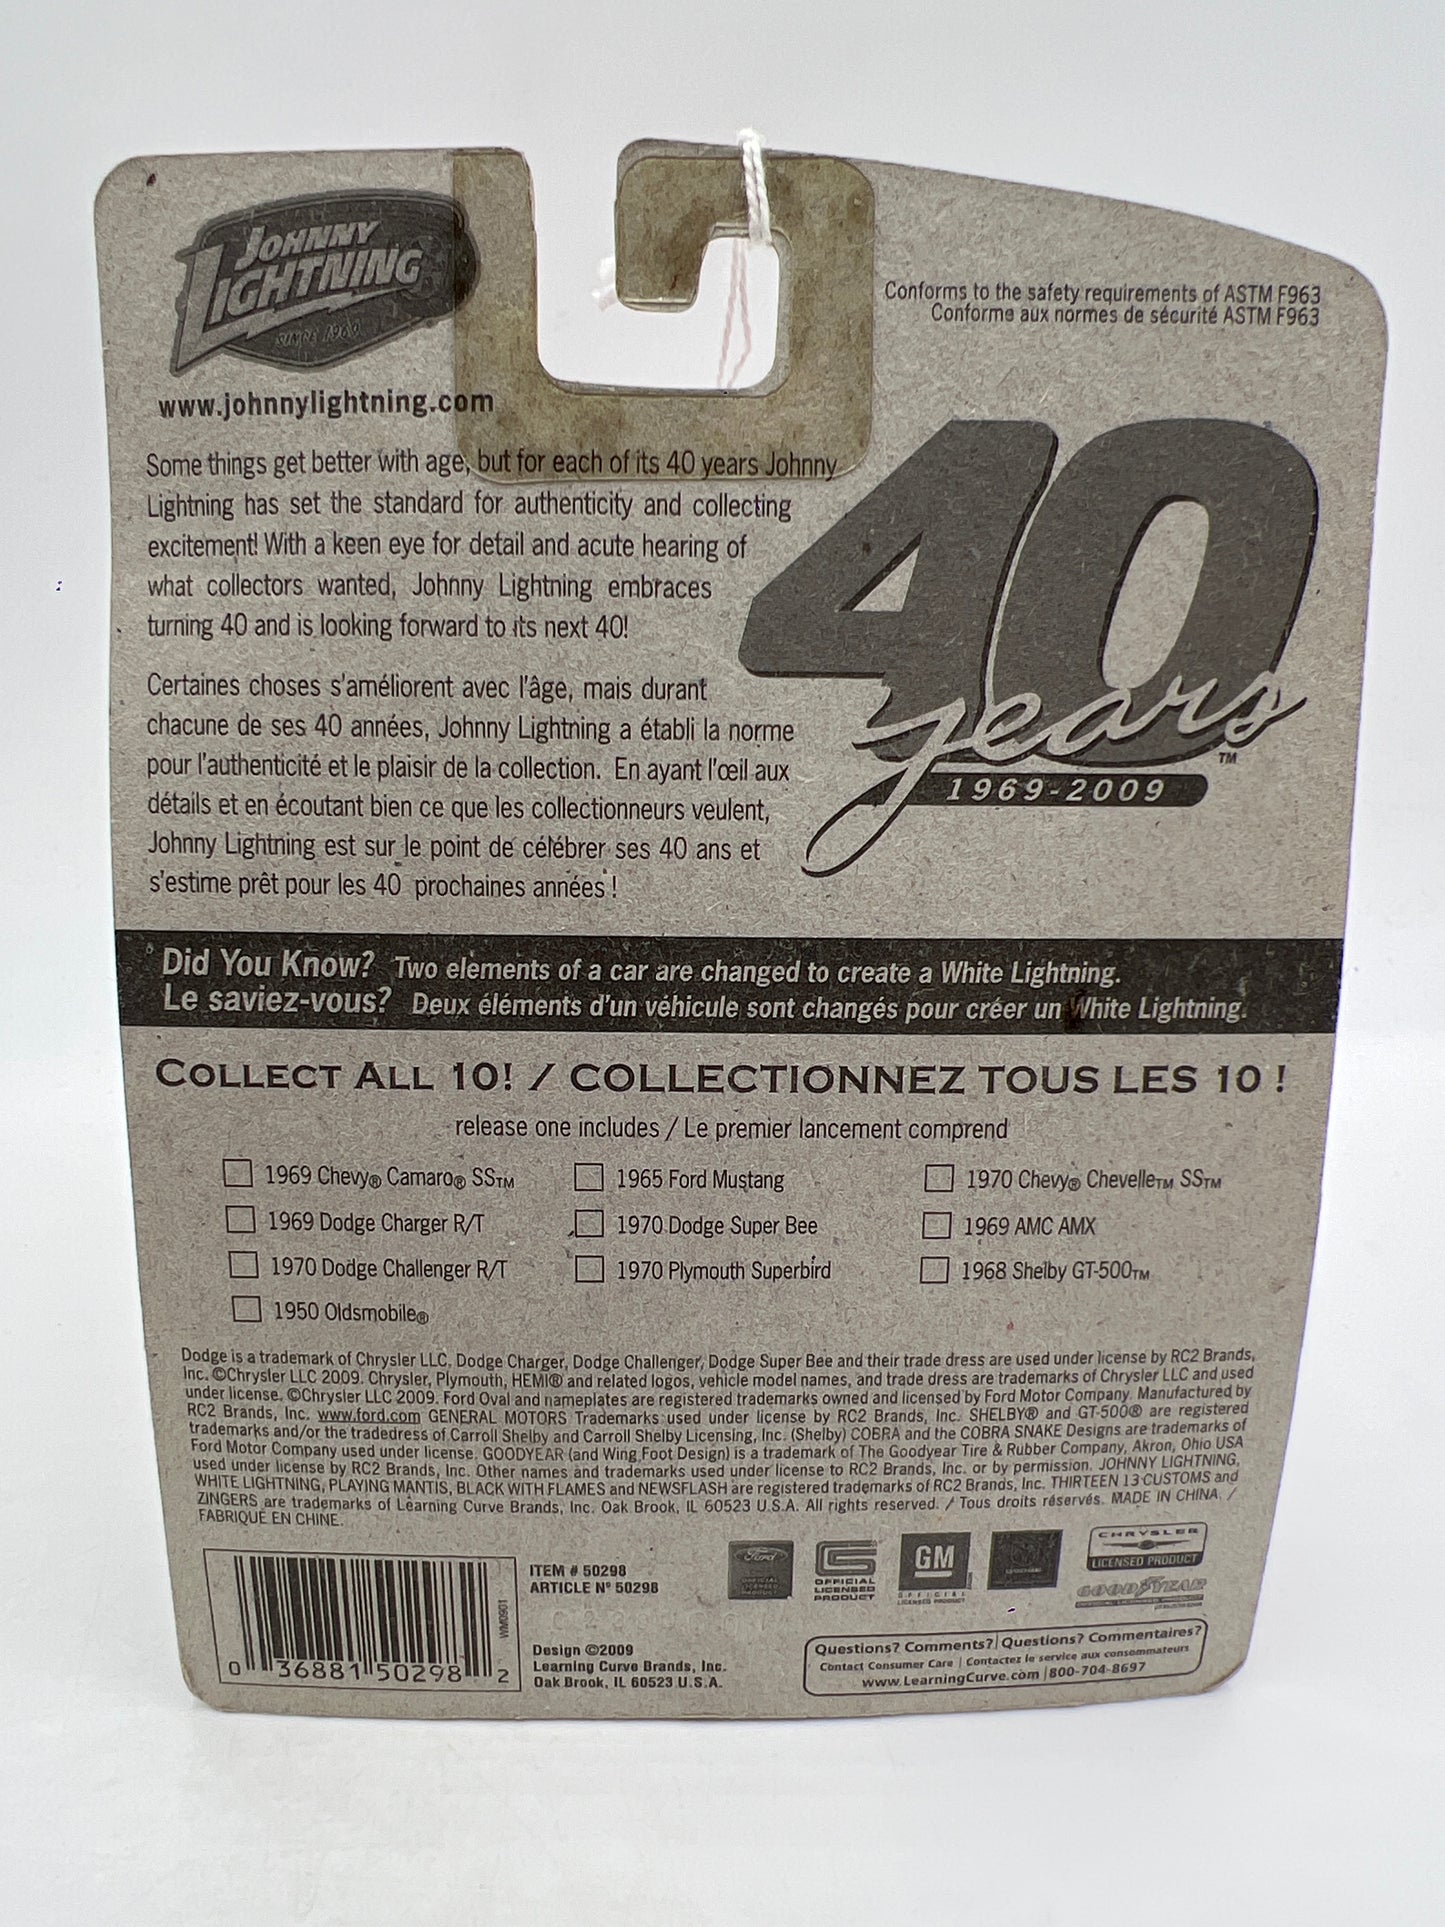 JOHNNY
LIGHTNING
SINCE 1969
www.johnnylightning.com
Conforms to the safety requirements of ASTM F963
Conforme aux normes de sécurité ASTM F963
Some things get better with age, but for each of its 40 years Johnny
Lightning has set the standard for authenticity and collecting
excitement! With a keen eye for detail and acute hearing of
what collectors wanted, Johnny Lightning embraces
turning 40 and is looking forward to its next 40!
40
years™
1969-2009
Certaines choses s'améliorent avec l'âge, mais durant
chacune de ses 40 années, Johnny Lightning a établi la norme
pour l'authenticité et le plaisir de la collection. En ayant l'œil aux
détails et en écoutant bien ce que les collectionneurs veulent,
Johnny Lightning est sur le point de célébrer ses 40 ans et
s'estime prêt pour les 40 prochaines années !
Did You Know? Two elements of a car are changed to create a White Lightning.
Le saviez-vous? Deux éléments d'un véhicule sont changés pour créer un White Lightning.
COLLECT ALL 10! / COLLECTIONNEZ TOUS LES 10 !
release one includes / Le premier lancement comprend
1969 Chevy® Camaro® SS™ 1965 Ford Mustang 1970 Chevy® Chevelle™ SS™
1969 Dodge Charger R/T 1970 Dodge Super Bee 1969 AMC AMX
1970 Dodge Challenger R/T 1970 Plymouth Superbird 1968 Shelby GT-500™
1950 Oldsmobile®
Dodge is a trademark of Chrysler LLC. Dodge Charger, Dodge Challenger, Dodge Super Bee and their trade dress are used under license by RC2 Brands,
Inc. ©Chrysler LLC 2009. Chrysler, Plymouth, HEMI® and related logos, vehicle model names, and trade dress are trademarks of Chrysler LLC and used
under license. ©Chrysler LLC 2009. Ford Oval and nameplates are registered trademarks owned and licensed by Ford Motor Company. Manufactured by
RC2 Brands, Inc. www.ford.com GENERAL MOTORS Trademarks used under license by RC2 Brands, Inc. SHELBY® and GT-500® are registered
trademarks and/or the tradedress of Carroll Shelby and Carroll Shelby Licensing, Inc. (Shelby) COBRA and the COBRA SNAKE Designs are trademarks of
Ford Motor Company used under license. GOODYEAR (and Wing Foot Design) is a trademark of The Goodyear Tire & Rubber Company, Akron, Ohio USA
used under license by RC2 Brands, Inc. Other names and trademarks used under license to RC2 Brands, Inc. or by permission. JOHNNY LIGHTNING,
WHITE LIGHTNING, PLAYING MANTIS, BLACK WITH FLAMES and NEWSFLASH are registered trademarks of RC2 Brands, Inc. THIRTEEN 13 CUSTOMS and
ZINGERS are trademarks of Learning Curve Brands, Inc. Oak Brook, IL 60523 U.S.A. All rights reserved. / Tous droits réservés. MADE IN CHINA. /
FABRIQUÉ EN CHINE.
0 36881 50298 2
WM0901
ITEM # 50298
ARTICLE N° 50298
Design ©2009
Learning Curve Brands, Inc.
Oak Brook, IL 60523 U.S.A.
Ford
OFFICIAL
LICENSED
PRODUCT
OFFICIAL
LICENSED
PRODUCT
GM
OFFICIAL
LICENSED PRODUCT
CHRYSLER
LICENSED PRODUCT
GOODYEAR
Questions? Comments? | Questions? Commentaires?
Contact Consumer Care | Contactez le service aux consommateurs
www.LearningCurve.com | 800-704-8697